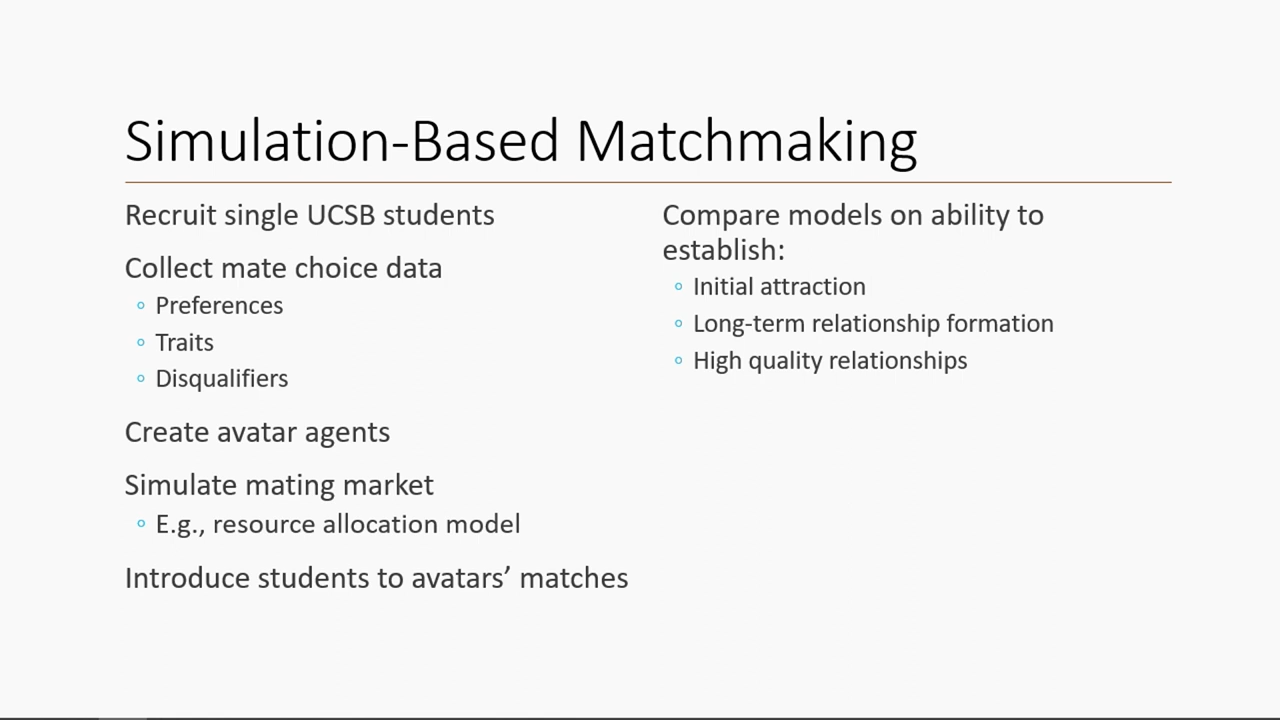 Simulation-Based Matchmaking
Recruit single UCSB students
Collect mate choice data
Preferences
Traits
Disqualifiers
Create avatar agents
Simulate mating market
E.g., resource allocation model
Introduce students to avatars’ matches
Compare models on ability to
establish:
Initial attraction
Long-term relationship formation
High quality relationships